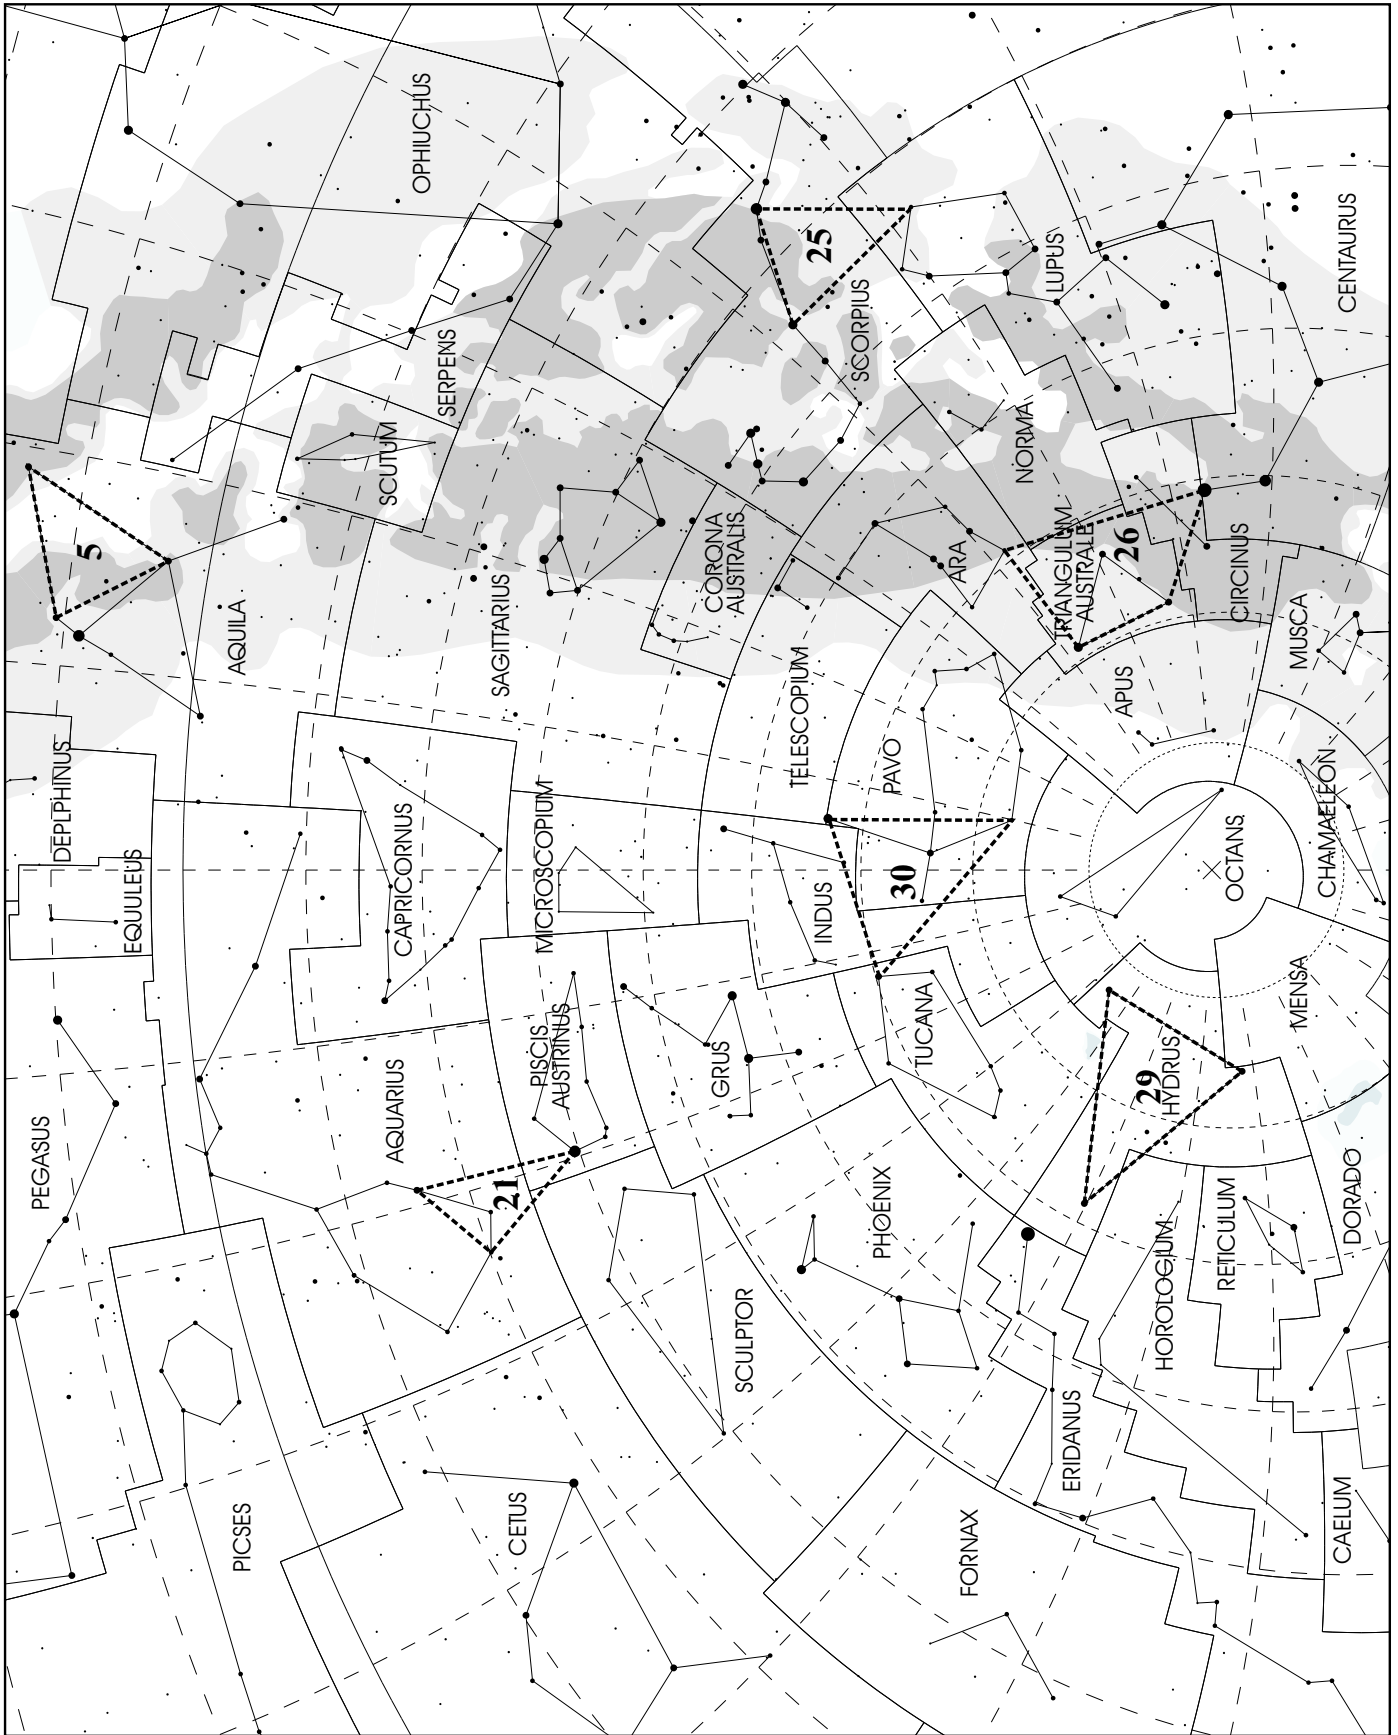 PEGASUS
DEPLHINUS
5
EQUULEUS
PICSES
AQUILA
SCUTUM
AQUARIUS
CAPRICORNUS
OPHIUCHUS
SERPENS
SAGITTARIUS
21
CETUS
PISCIS
AUSTRINUS
MICROSCOPIUM
CORONA
AUSTRALIS
GRUS
SCULPTOR
TELESCOPIUM
25
INDUS
SCORPIUS
PHOENIX
PAVO
30
TUCANA
ARA
FORNAX
NORMA
LUPUS
TRIANGULUM
AUSTRALE
ERIDANUS
APUS
26
29
HOROLOGIUM
HYDRUS
RETICULUM
OCTANS
CIRCINUS
MENSA
MUSCA
CHAMAELEON
CAELUM
CENTAURUS
DORADO